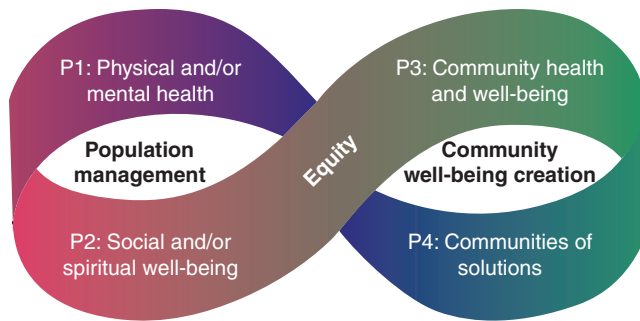 P1: Physical and/or
mental health
P3: Community health
and well-being
Population
management
Equity
Community
well-being creation
P2: Social and/or
spiritual well-being
P4: Communities of
solutions